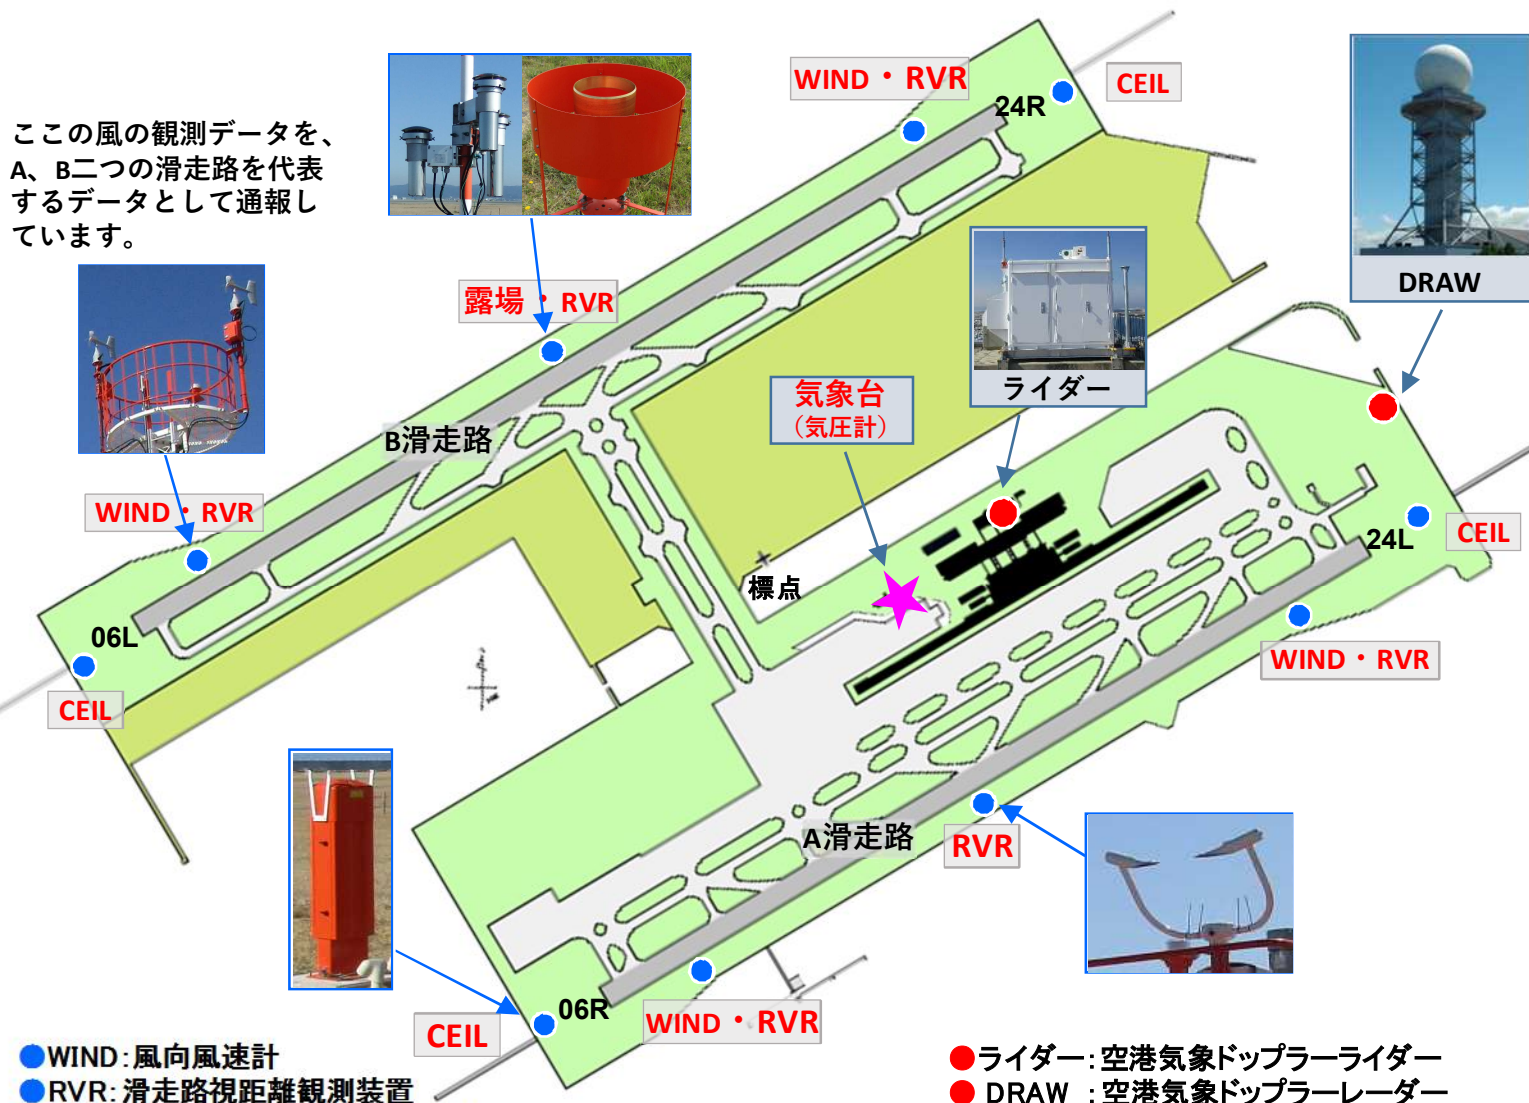 ここの風の観測データを、
A、B二つの滑走路を代表
するデータとして通報し
ています。
WIND・RVR
24R
CEIL
DRAW
露場・RVR
ライダー
気象台
（気圧計）
B滑走路
WIND・RVR
標点
24L
CEIL
06L
CEIL
WIND・RVR
A滑走路
RVR
06R
CEIL
WIND・RVR
WIND：風向風速計
RVR：滑走路視距離観測装置
ライダー：空港気象ドップラーライダー
DRAW ：空港気象ドップラーレーダー